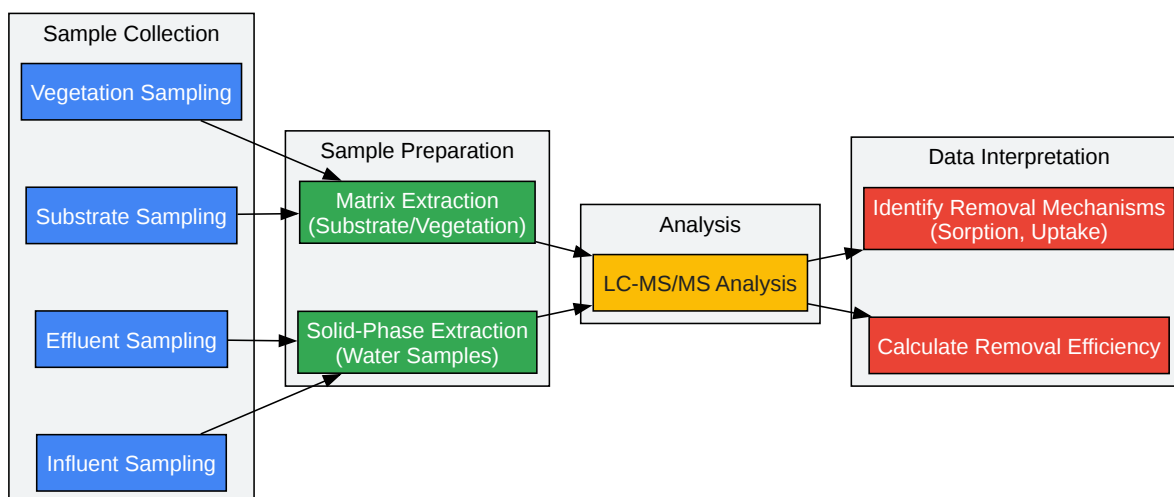 Sample Collection
Vegetation Sampling
Substrate Sampling
Effluent Sampling
Influent Sampling
Sample Preparation
Matrix Extraction
(Substrate/Vegetation)
Solid-Phase Extraction
(Water Samples)
Analysis
LC-MS/MS Analysis
Data Interpretation
Identify Removal Mechanisms
(Sorption, Uptake)
Calculate Removal Efficiency